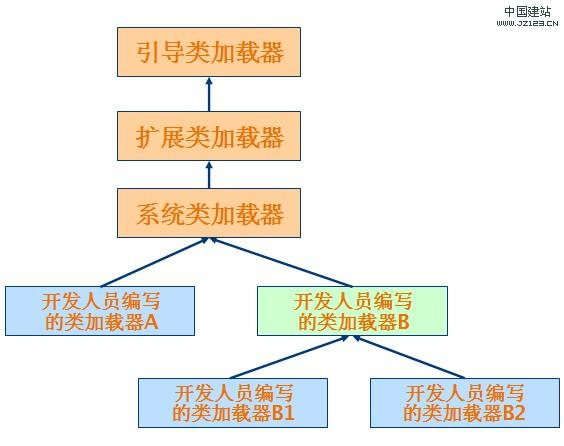 中国建站
www.JZ123.CN
引导类加载器
扩展类加载器
系统类加载器
开发人员编写
的类加载器A
开发人员编写
的类加载器B
开发人员编写
的类加载器B1
开发人员编写
的类加载器B2